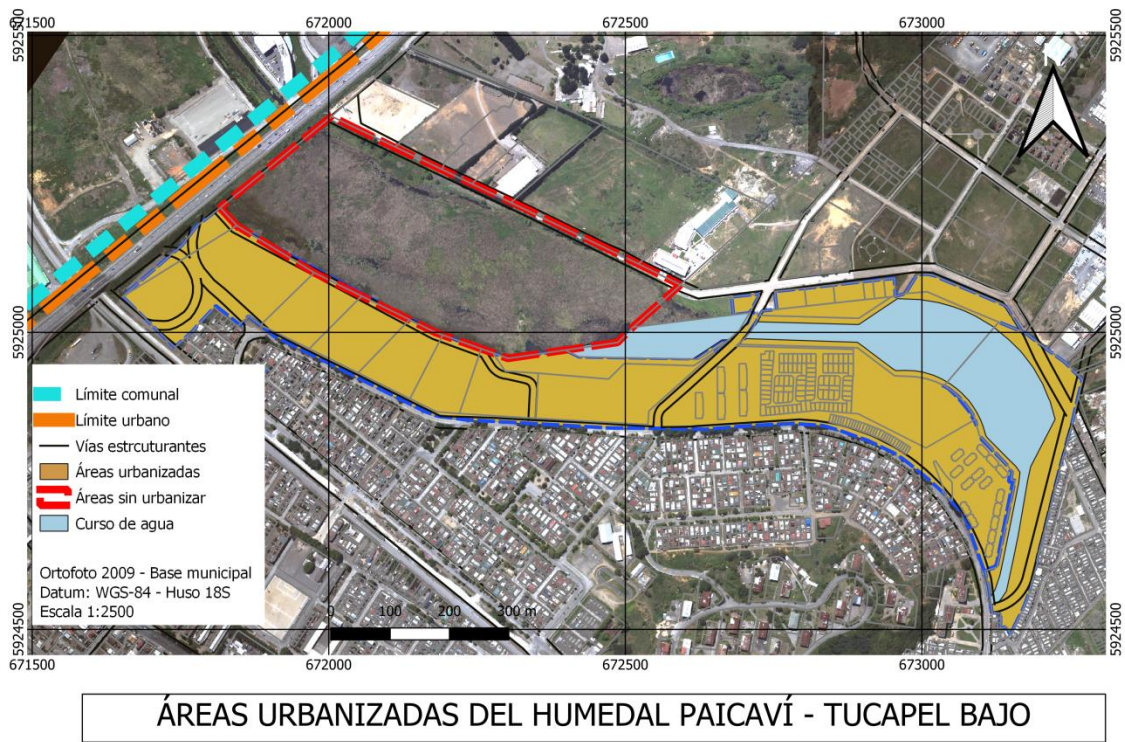 671500 672000 672500 673000
5925500 5925500
5925000 5925000
Límite comunal
Límite urbano
Vías estrcuturantes
Áreas urbanizadas
Áreas sin urbanizar
Curso de agua
Ortofoto 2009 - Base municipal
Datum: WGS-84 - Huso 18S
Escala 1:2500
0 100 200 300 m
5924500 5924500
671500 672000 672500 673000
ÁREAS URBANIZADAS DEL HUMEDAL PAICAVÍ - TUCAPEL BAJO